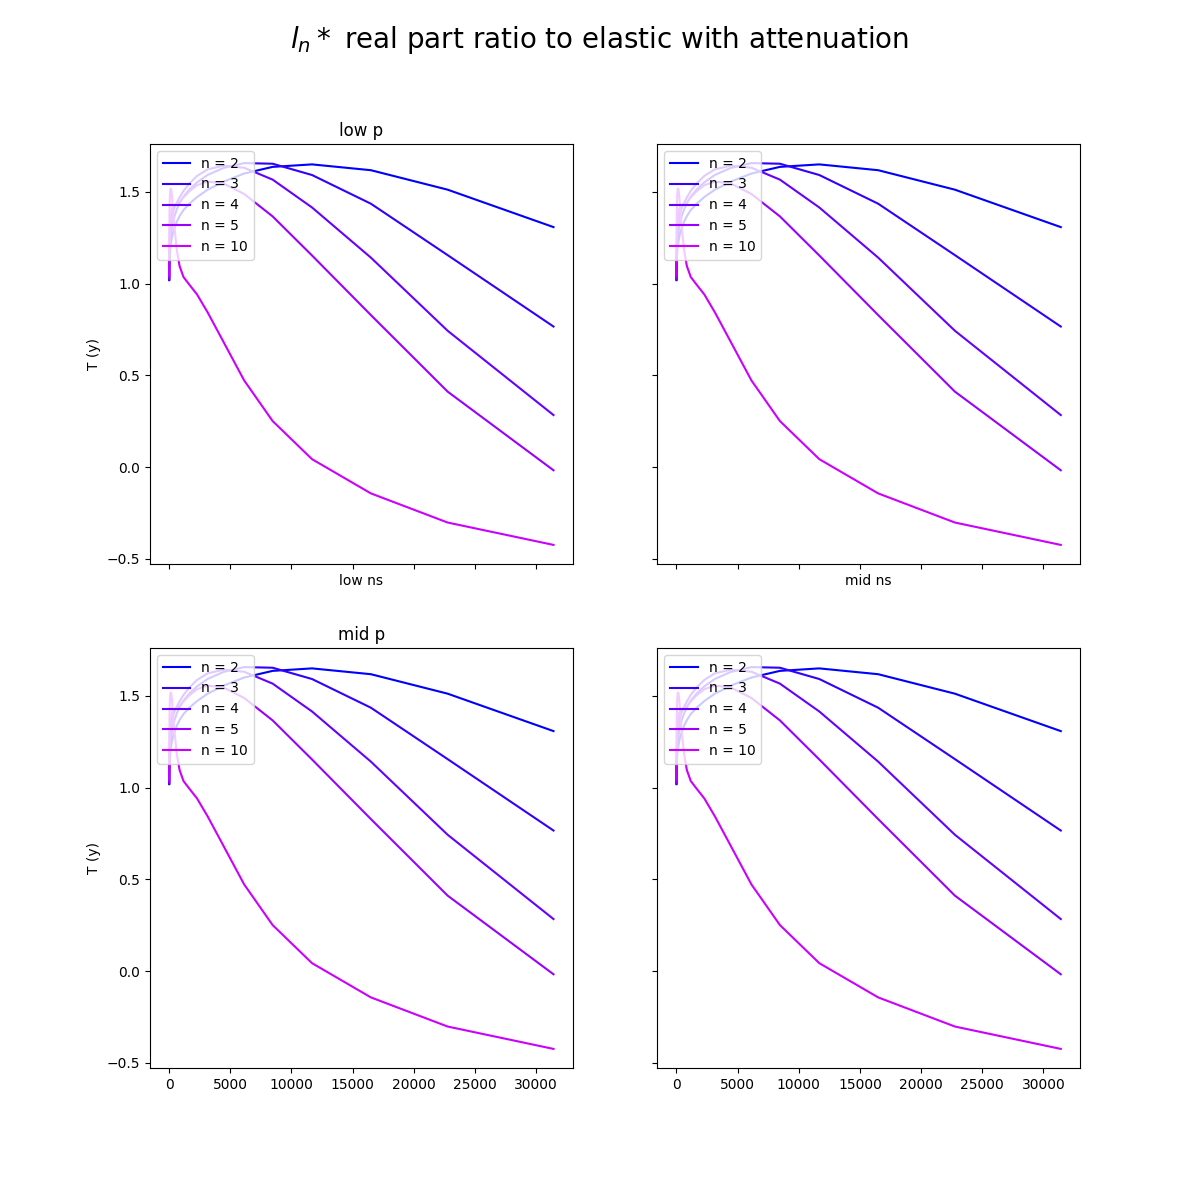 l_n* real part ratio to elastic with attenuation
low p
n = 2
n = 3
n = 4
n = 5
n = 10
1.5
1.0
0.5
0.0
−0.5
T (y)
low ns
n = 2
n = 3
n = 4
n = 5
n = 10
mid ns
mid p
n = 2
n = 3
n = 4
n = 5
n = 10
1.5
1.0
0.5
0.0
−0.5
T (y)
0 5000 10000 15000 20000 25000 30000
n = 2
n = 3
n = 4
n = 5
n = 10
0 5000 10000 15000 20000 25000 30000